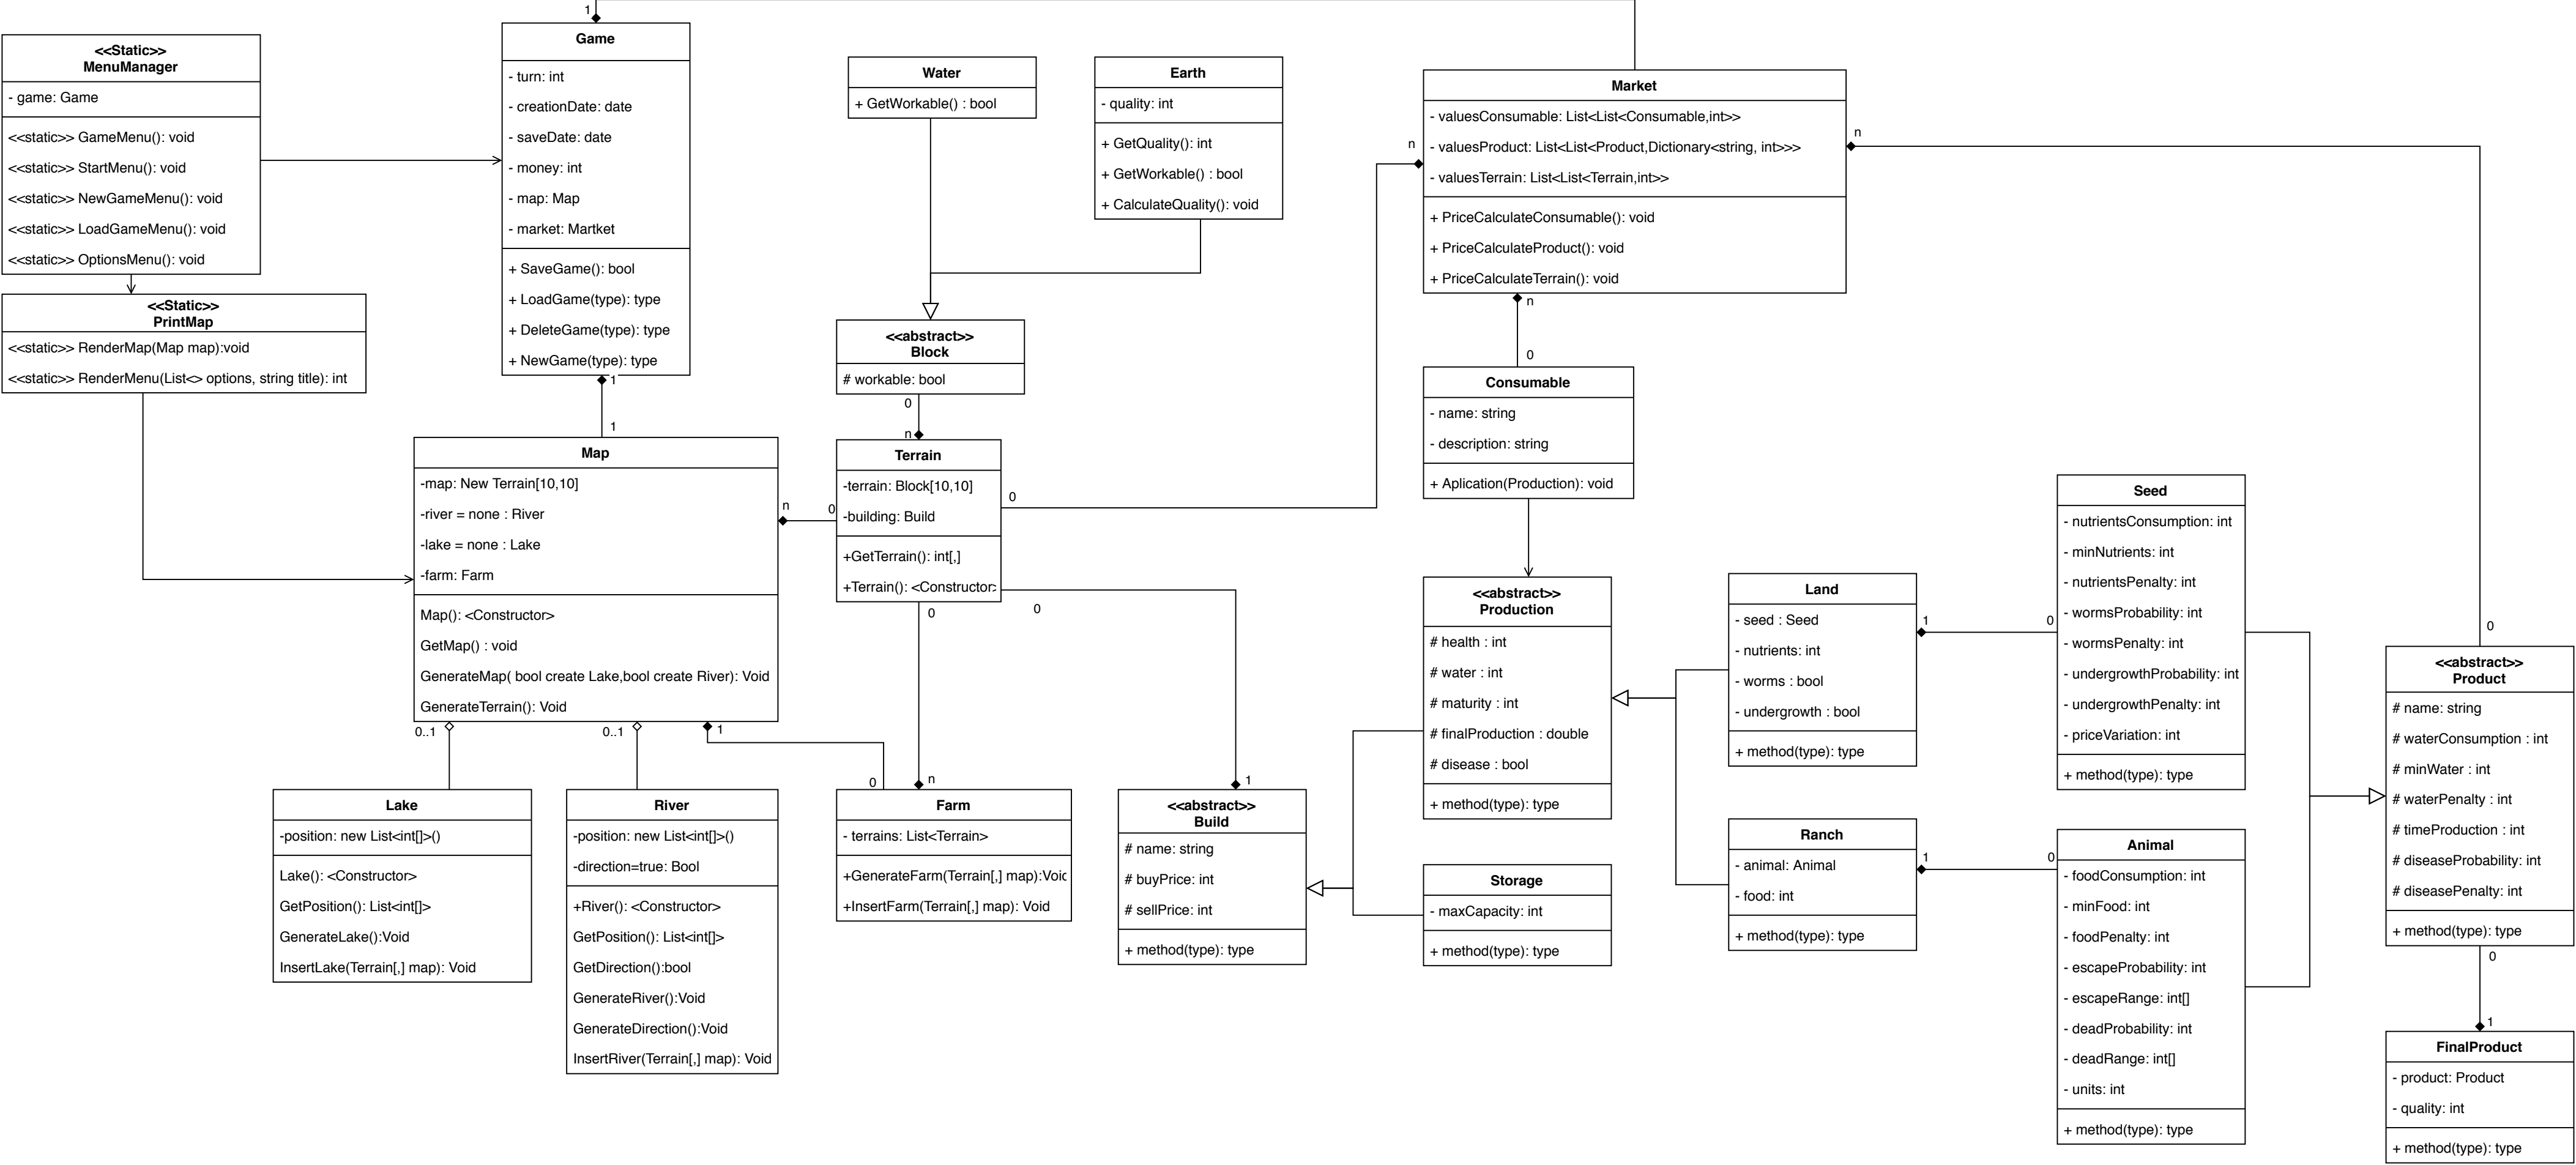 <<Static>>
MenuManager
- game: Game
<<static>> GameMenu(): void
<<static>> StartMenu(): void
<<static>> NewGameMenu(): void
<<static>> LoadGameMenu(): void
<<static>> OptionsMenu(): void
<<Static>>
PrintMap
<<static>> RenderMap(Map map):void
<<static>> RenderMenu(List<> options, string title): int
1
Game
- turn: int
- creationDate: date
- saveDate: date
- money: int
- map: Map
- market: Martket
+ SaveGame(): bool
+ LoadGame(type): type
+ DeleteGame(type): type
+ NewGame(type): type
1
1
Map
-map: New Terrain[10,10]
-river = none : River
-lake = none : Lake
-farm: Farm
Map(): <Constructor>
GetMap() : void
GenerateMap( bool create Lake,bool create River): Void
GenerateTerrain(): Void
n
0
0..1
0..1
1
0
Lake
-position: new List<int[]>()
Lake(): <Constructor>
GetPosition(): List<int[]>
GenerateLake():Void
InsertLake(Terrain[,] map): Void
River
-position: new List<int[]>()
-direction=true: Bool
+River(): <Constructor>
GetPosition(): List<int[]>
GetDirection():bool
GenerateRiver():Void
GenerateDirection():Void
InsertRiver(Terrain[,] map): Void
Water
+ GetWorkable() : bool
Earth
- quality: int
+ GetQuality(): int
+ GetWorkable() : bool
+ CalculateQuality(): void
<<abstract>>
Block
# workable: bool
0
n
Terrain
-terrain: Block[10,10]
-building: Build
+GetTerrain(): int[,]
+Terrain(): <Constructor>
0
0
0
n
Farm
- terrains: List<Terrain>
+GenerateFarm(Terrain[,] map):Voic
+InsertFarm(Terrain[,] map): Void
1
<<abstract>>
Build
# name: string
# buyPrice: int
# sellPrice: int
+ method(type): type
Market
- valuesConsumable: List<List<Consumable,int>>
- valuesProduct: List<List<Product,Dictionary<string, int>>>
- valuesTerrain: List<List<Terrain,int>>
+ PriceCalculateConsumable(): void
+ PriceCalculateProduct(): void
+ PriceCalculateTerrain(): void
n
n
n
0
Consumable
- name: string
- description: string
+ Aplication(Production): void
<<abstract>>
Production
# health : int
# water : int
# maturity : int
# finalProduction : double
# disease : bool
+ method(type): type
Storage
- maxCapacity: int
+ method(type): type
Land
- seed : Seed
- nutrients: int
- worms : bool
- undergrowth : bool
+ method(type): type
1
0
Ranch
- animal: Animal
- food: int
+ method(type): type
1
0
Seed
- nutrientsConsumption: int
- minNutrients: int
- nutrientsPenalty: int
- wormsProbability: int
- wormsPenalty: int
- undergrowthProbability: int
- undergrowthPenalty: int
- priceVariation: int
+ method(type): type
Animal
- foodConsumption: int
- minFood: int
- foodPenalty: int
- escapeProbability: int
- escapeRange: int[]
- deadProbability: int
- deadRange: int[]
- units: int
+ method(type): type
0
<<abstract>>
Product
# name: string
# waterConsumption : int
# minWater : int
# waterPenalty : int
# timeProduction : int
# diseaseProbability: int
# diseasePenalty: int
+ method(type): type
0
1
FinalProduct
- product: Product
- quality: int
+ method(type): type